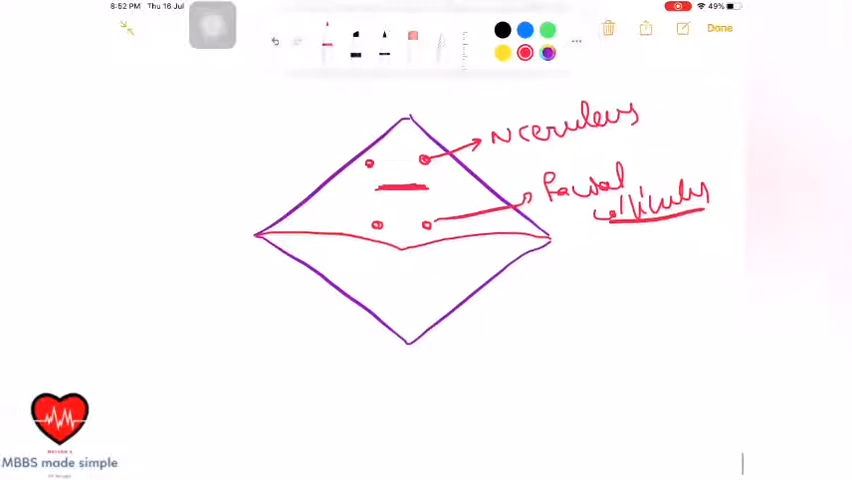 8:52 PM Thu 16 Jul
49%
Done
N ceruleus
Facial
colliculus
MBBS made simple